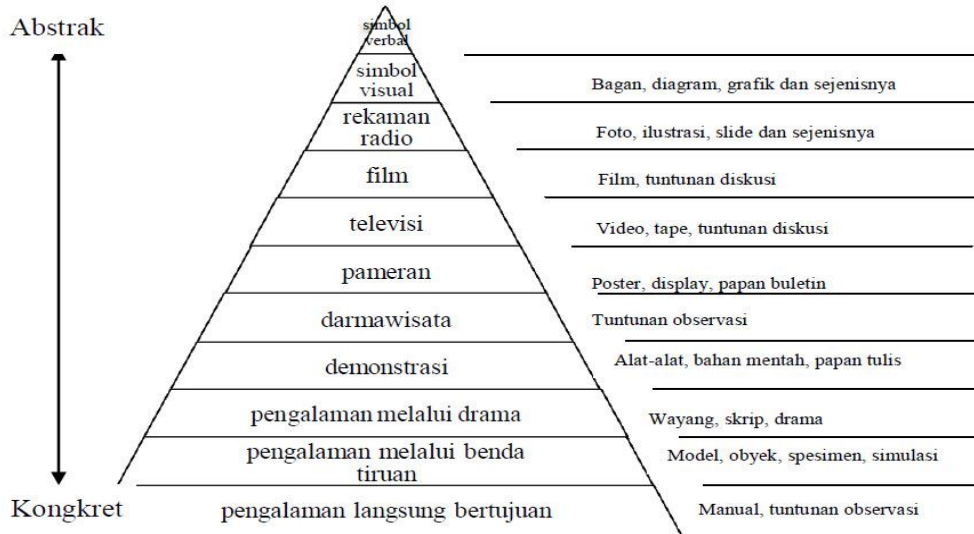 Abstrak
simbol
verbal
simbol
visual
Bagan, diagram, grafik dan sejenisnya
rekaman
radio
Foto, ilustrasi, slide dan sejenisnya
film
Film, tuntunan diskusi
televisi
Video, tape, tuntunan diskusi
pameran
Poster, display, papan buletin
darmawisata
Tuntunan observasi
demonstrasi
Alat-alat, bahan mentah, papan tulis
pengalaman melalui drama
Wayang, skrip, drama
pengalaman melalui benda
tiruan
Model, obyek, spesimen, simulasi
Kongkret
pengalaman langsung bertujuan
Manual, tuntunan observasi